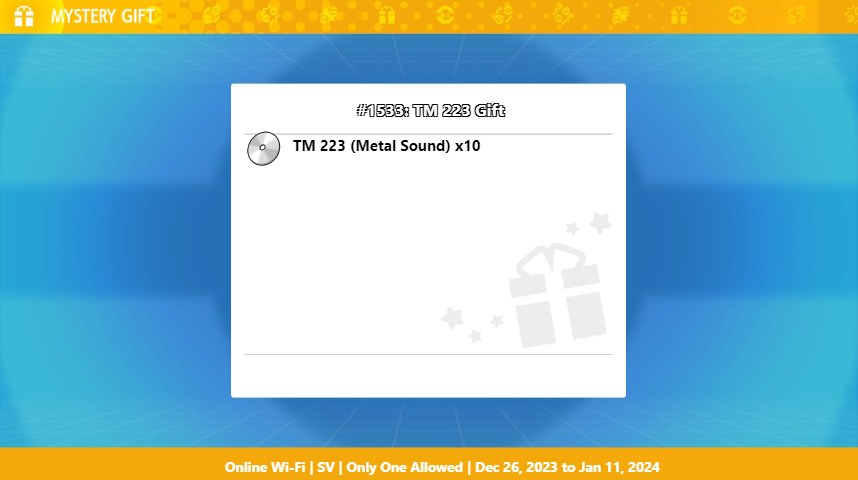 MYSTERY GIFT
#1533: TM 223 Gift
TM 223 (Metal Sound) x10
Online Wi-Fi | SV | Only One Allowed | Dec 26, 2023 to Jan 11, 2024